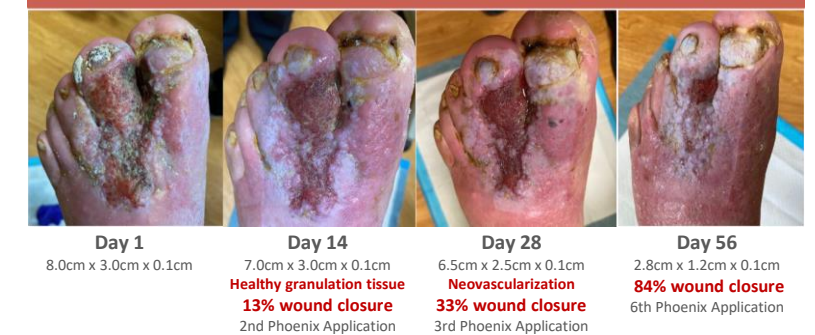 Day 1
8.0cm x 3.0cm x 0.1cm
Day 14
7.0cm x 3.0cm x 0.1cm
Healthy granulation tissue
13% wound closure
2nd Phoenix Application
Day 28
6.5cm x 2.5cm x 0.1cm
Neovascularization
33% wound closure
3rd Phoenix Application
Day 56
2.8cm x 1.2cm x 0.1cm
84% wound closure
6th Phoenix Application